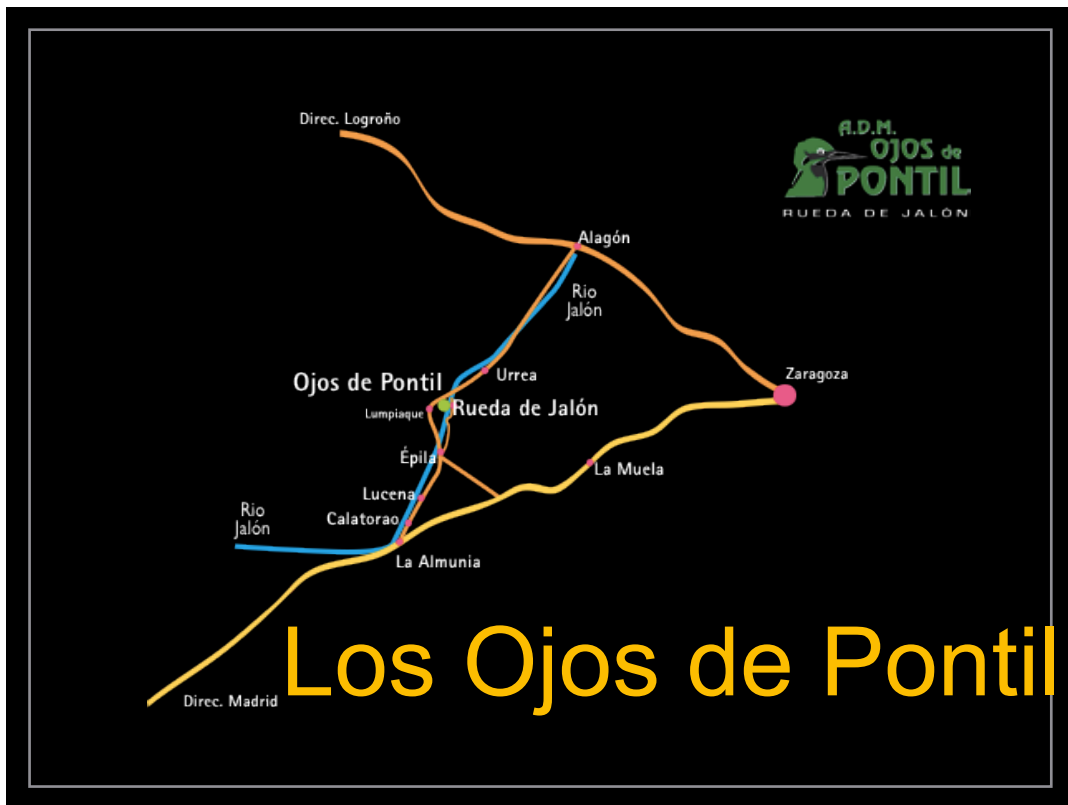 Direc. Logroño
A.D.M.
OJOS de
PONTIL
RUEDA DE JALÓN
Alagón
Rio
Jalón
Zaragoza
Urrea
Ojos de Pontil
Rueda de Jalón
Lumpiaque
Épila
La Muela
Lucena
Calatorao
Rio
Jalón
La Almunia
Los Ojos de Pontil
Direc. Madrid